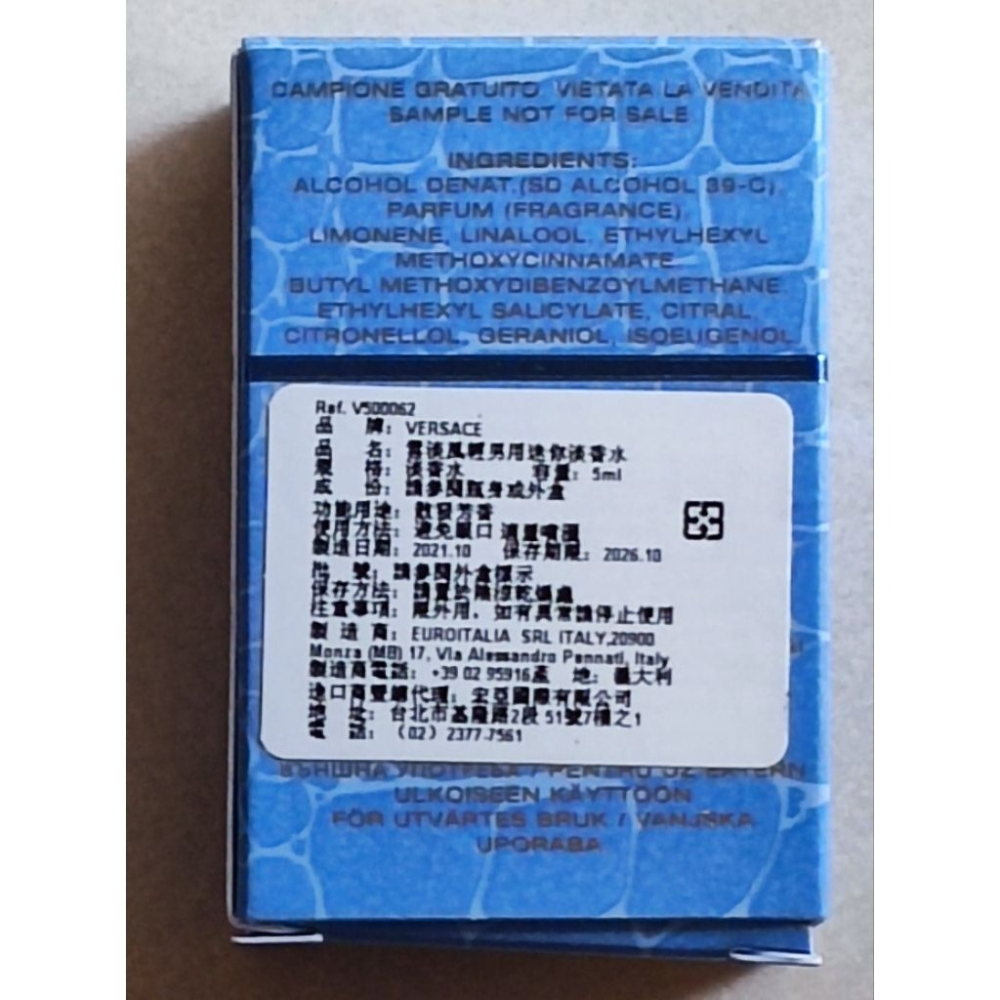 CAMPIONE GRATUITO. VIETATA LA VENDITA
SAMPLE NOT FOR SALE
INGREDIENTS:
ALCOHOL DENAT.(SD ALCOHOL 39-C),
PARFUM (FRAGRANCE),
LIMONENE, LINALOOL, ETHYLHEXYL
METHOXYCINNAMATE,
BUTYL METHOXYDIBENZOYLMETHANE,
ETHYLHEXYL SALICYLATE, CITRAL,
CITRONELLOL, GERANIOL, ISOEUGENOL
Ref. V500062
品 牌: VERSACE
品 名: 雲淡風輕男用迷你淡香水
規 格: 淡香水 容量: 5ml
成 份: 請參閱瓶身或外盒
功能用途: 散發芳香
使用方法: 避免眼口 適量噴灑
製造日期: 2021.10 保存期限: 2026.10
批 號: 請參閱外盒標示
保存方法: 請置於陰涼乾燥處
注意事項: 限外用, 如有異常請停止使用
製 造 商: EUROITALIA SRL ITALY,20900
Monza (MB) 17, Via Alessandro Pennati, Italy
製造商電話: +39 02 95916 產 地: 義大利
進口商暨總代理: 宏亞國際有限公司
地 址: 台北市基隆路2段 51號7樓之1
電 話: (02) 2377-7561
ВЪНШНА УПОТРЕБА / PENTRU UZ EXTERN
ULKOISEEN KÄYTTÖÖN
FÖR UTVÄRTES BRUK / VANJSKA
UPORABA